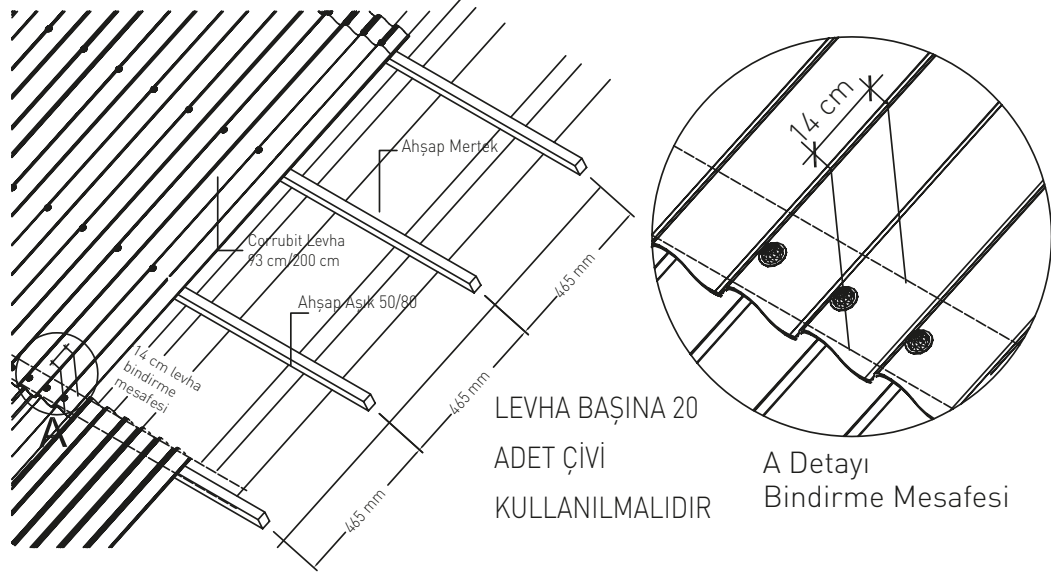 Ahşap Mertek
Corrubit Levha
93 cm/200 cm
Ahşap Aşık 50/80
14 cm levha
bindirme
mesafesi
A
465 mm
465 mm
465 mm
LEVHA BAŞINA 20
ADET ÇİVİ
KULLANILMALIDIR
14 cm
A Detayı
Bindirme Mesafesi